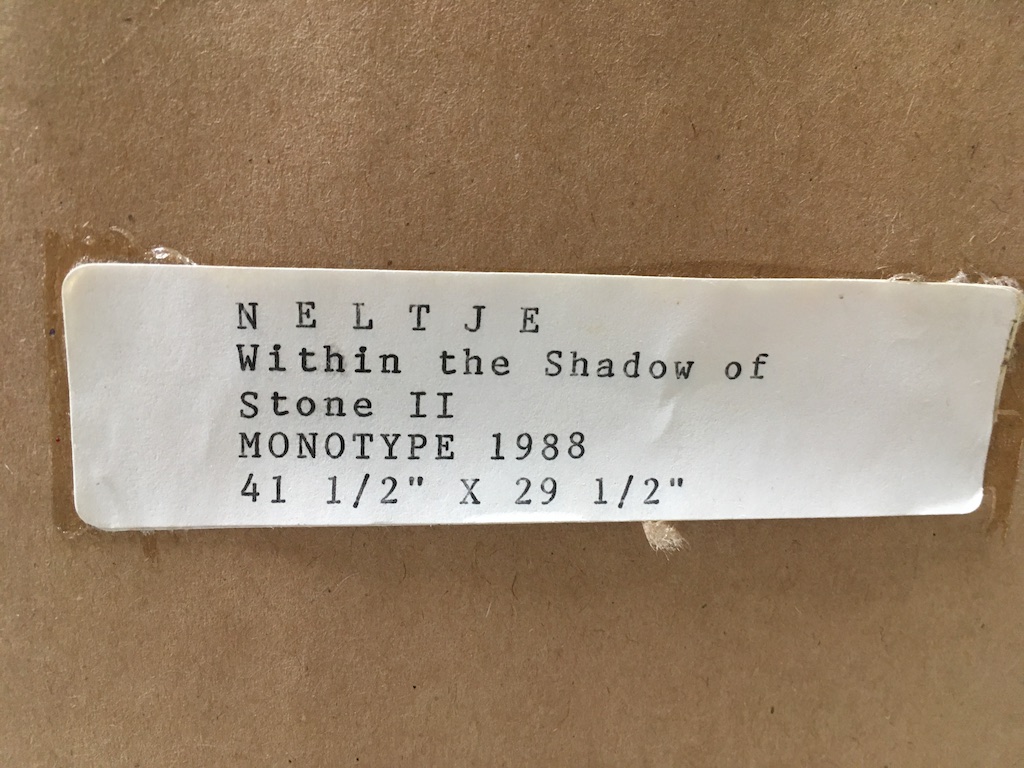 N E L T J E
Within the Shadow of
Stone II
MONOTYPE 1988
41 1/2" X 29 1/2"